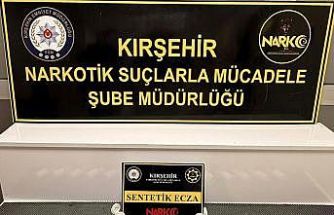 KIRŞEHİR
NARKOTİK SUÇLARLA MÜCADELE
ŞUBE MÜDÜRLÜĞÜ
NARKO
KIRŞEHİR
SENTETİK ECZA
NARKO